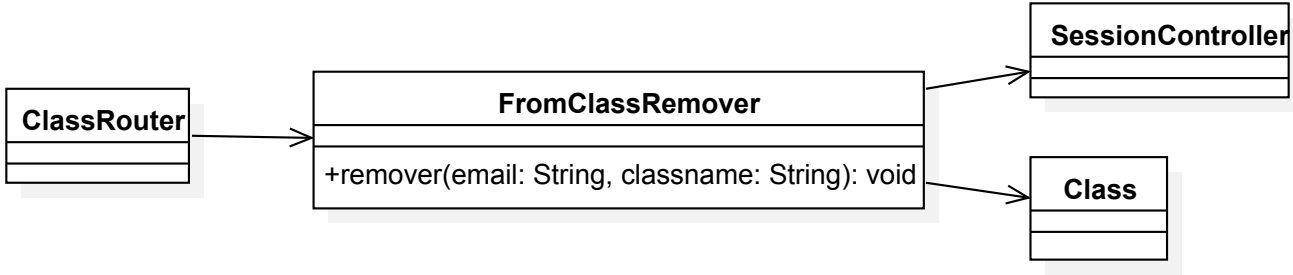 SessionController
FromClassRemover
ClassRouter
+remover(email: String, classname: String): void
Class